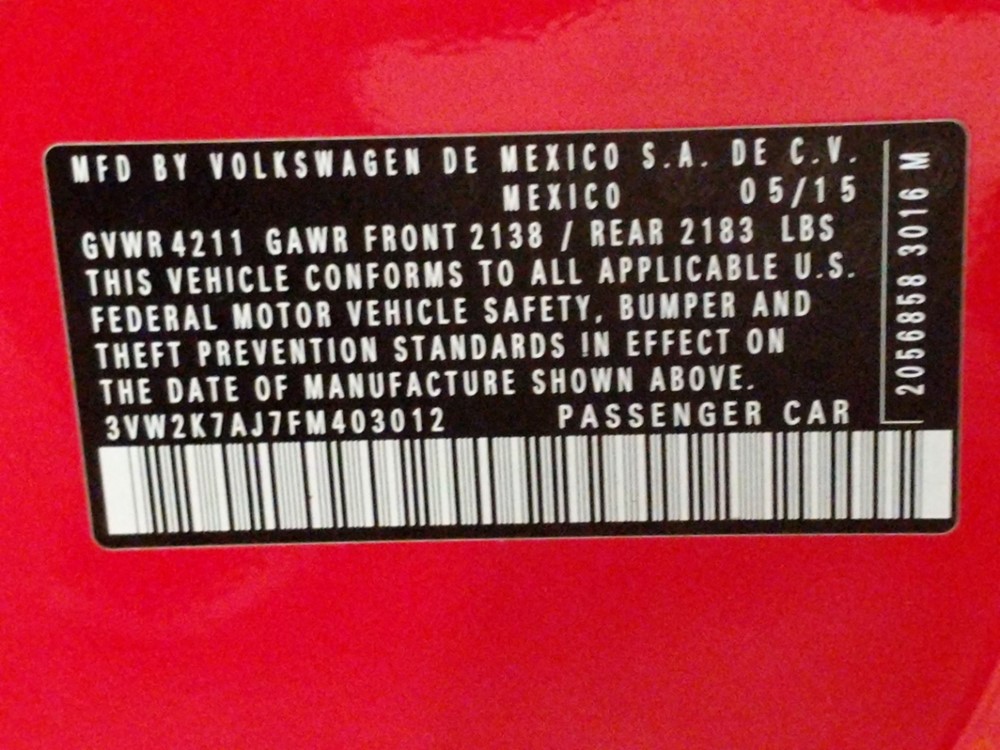 MFD BY VOLKSWAGEN DE MEXICO S.A. DE C.V.
MEXICO 05/15
GVWR 4211 GAWR FRONT 2138 / REAR 2183 LBS
THIS VEHICLE CONFORMS TO ALL APPLICABLE U.S.
FEDERAL MOTOR VEHICLE SAFETY, BUMPER AND
THEFT PREVENTION STANDARDS IN EFFECT ON
THE DATE OF MANUFACTURE SHOWN ABOVE.
3VW2K7AJ7FM403012 PASSENGER CAR
2056858 3016 M